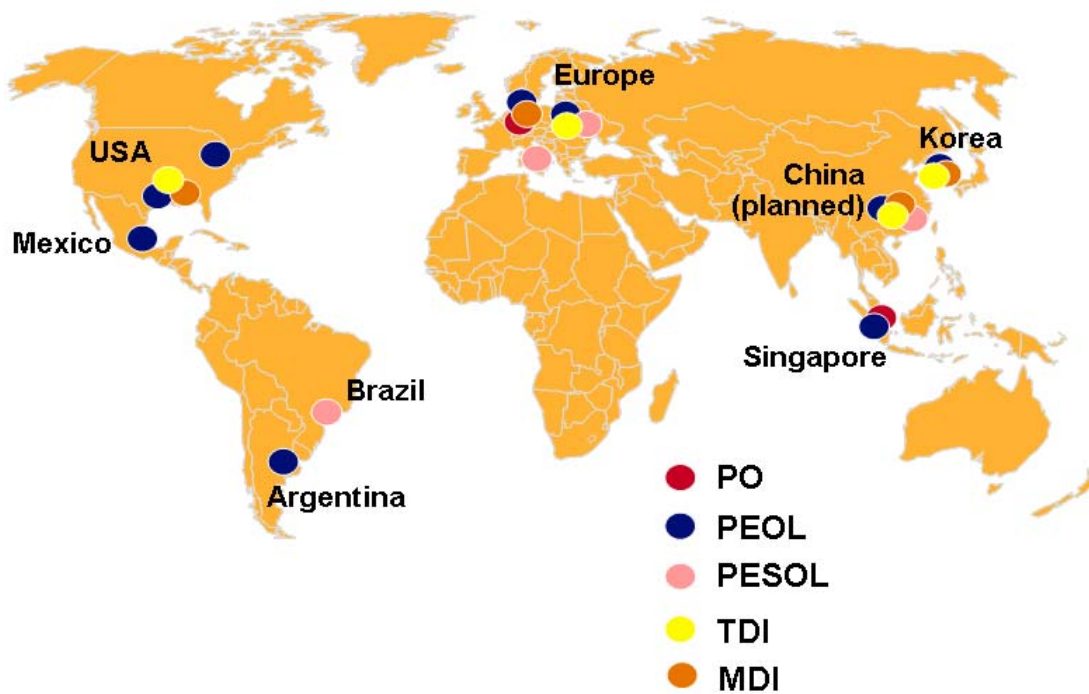 Europe
USA
Korea
China
(planned)
Mexico
Singapore
Brazil
Argentina
PO
PEOL
PESOL
TDI
MDI